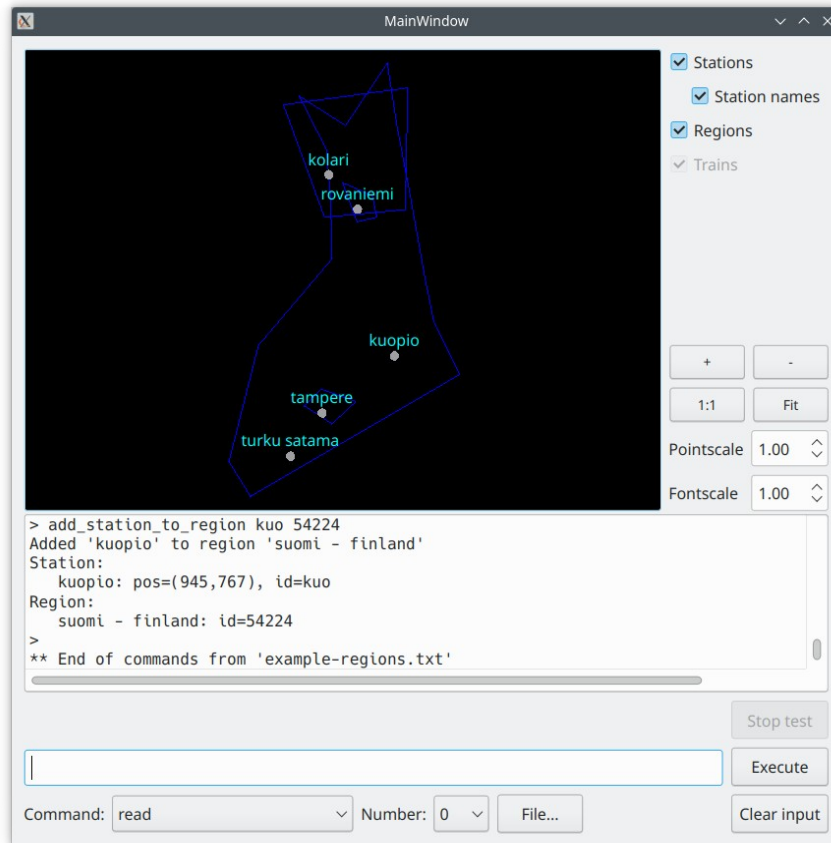 MainWindow
Stations
Station names
Regions
Trains
kolari
rovaniemi
kuopio
tampere
turku satama
+ -
1:1 Fit
Pointscale 1.00
Fontscale 1.00
> add_station_to_region kuo 54224
Added 'kuopio' to region 'suomi - finland'
Station:
kuopio: pos=(945,767), id=kuo
Region:
suomi - finland: id=54224
>
** End of commands from 'example-regions.txt'
Stop test
Execute
Command: read Number: 0 File... Clear input